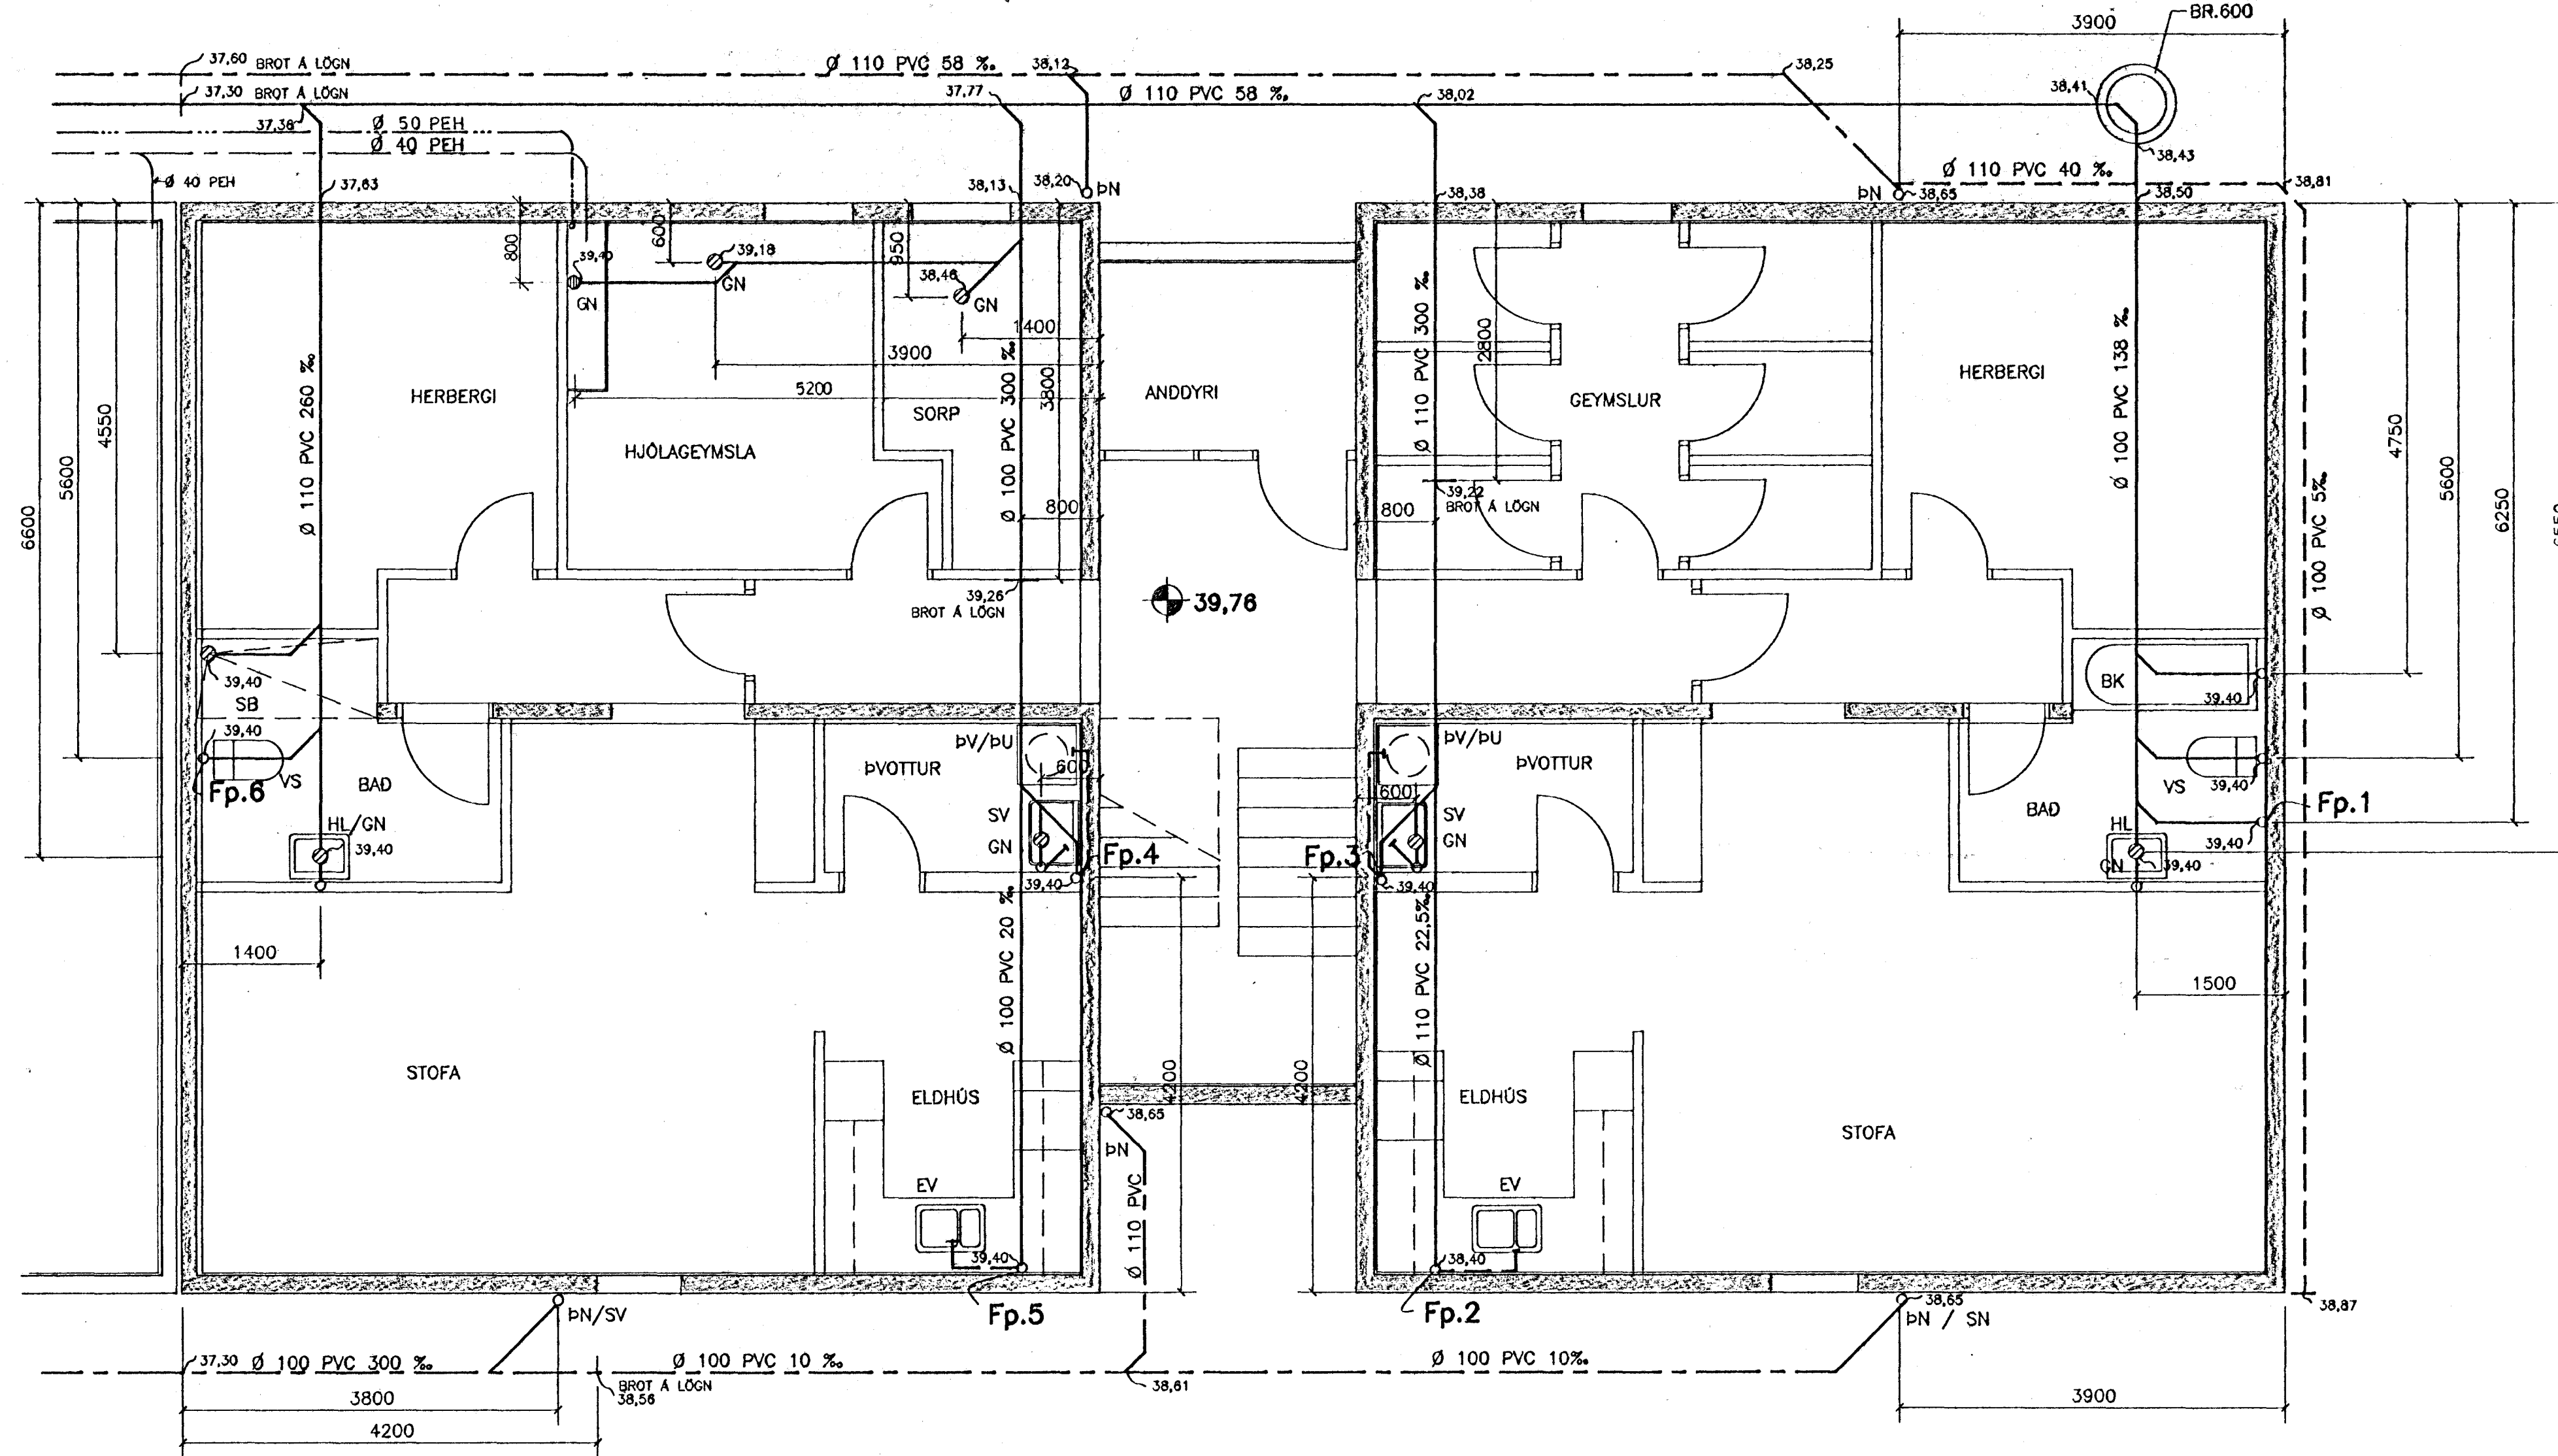 BR.600
3900
37,60 BROT Á LÖGN
Ø 110 PVC 58 ‰
38,12
38,25
37,30 BROT Á LÖGN
37,77
Ø 110 PVC 58 ‰
38,02
38,41
37,36
Ø 50 PEH
Ø 40 PEH
38,43
Ø 40 PEH
37,63
38,13
38,20
ÞN
38,38
ÞN
38,65
Ø 110 PVC 40 ‰
38,50
38,81
800
39,40
GN
600
39,18
GN
950
38,46
GN
1400
3900
5200
3800
2800
HERBERGI
HJÓLAGEYMSLA
SORP
ANDDYRI
GEYMSLUR
HERBERGI
Ø 110 PVC 260 ‰
Ø 100 PVC 300 ‰
Ø 110 PVC 300 ‰
Ø 100 PVC 138 ‰
Ø 100 PVC 5‰
4550
5600
6600
4750
5600
6250
800
800
39,22
BROT Á LÖGN
39,26
BROT Á LÖGN
39,76
39,40
SB
39,40
VS
Fp.6
BAÐ
HL/GN
39,40
1400
ÞVOTTUR
ÞV/ÞU
600
SV
GN
39,40
Fp.4
ÞV/ÞU
ÞVOTTUR
600
SV
GN
Fp.3
39,40
BK
39,40
VS
39,40
BAÐ
Fp.1
HL
39,40
GN
39,40
1500
Ø 100 PVC 20 ‰
Ø 110 PVC 22,5‰
STOFA
ELDHÚS
4200
4200
38,65
ÞN
Ø 110 PVC
ELDHÚS
STOFA
EV
39,40
EV
38,40
ÞN/SV
Fp.5
Fp.2
38,65
ÞN / SN
38,87
37,30
Ø 100 PVC 300 ‰
Ø 100 PVC 10 ‰
Ø 100 PVC 10‰
BROT Á LÖGN
38,56
38,61
3800
4200
3900